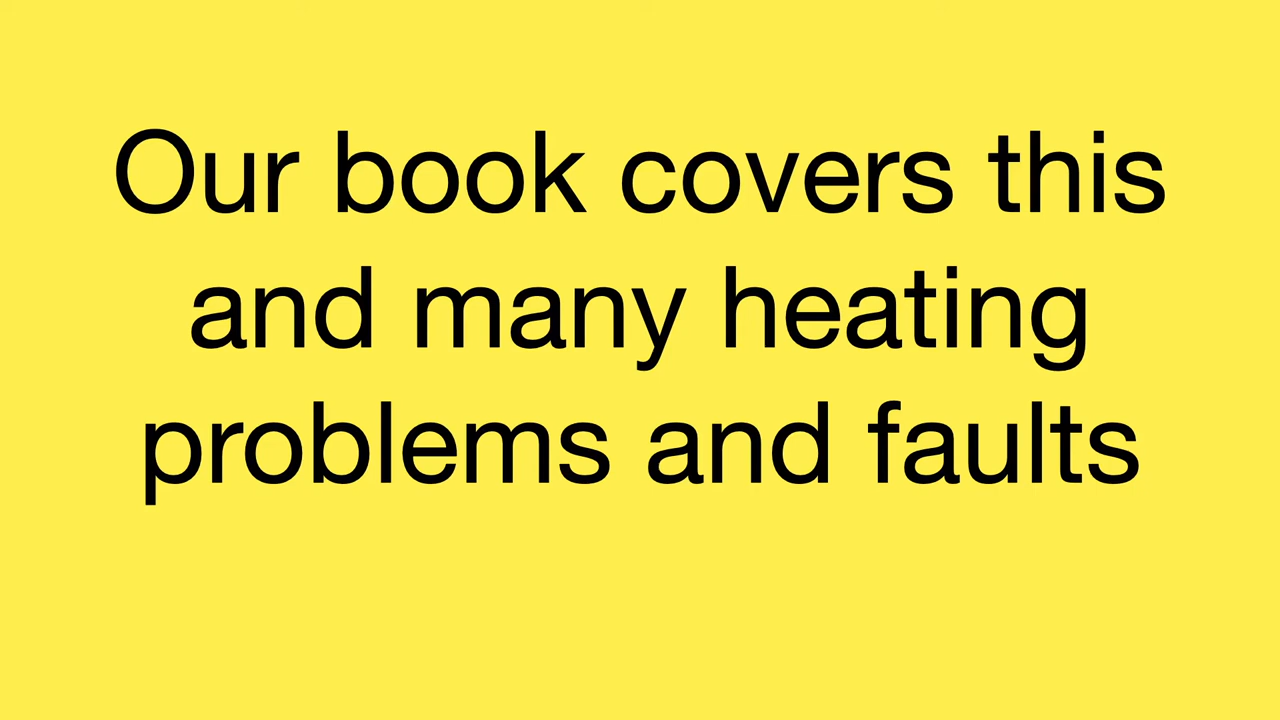 Our book covers this
and many heating
problems and faults